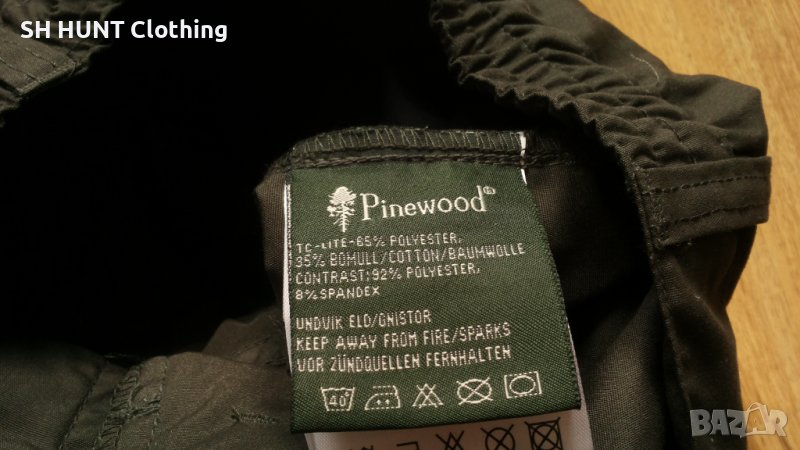 SH HUNT Clothing
Pinewood®
TC-LITE-65% POLYESTER,
35% BOMULL/COTTON/BAUMWOLLE
CONTRAST:92% POLYESTER,
8%SPANDEX
UNDVIK ELD/GNISTOR
KEEP AWAY FROM FIRE/SPARKS
VOR ZÜNDQUELLEN FERNHALTEN
40°
BAZAR